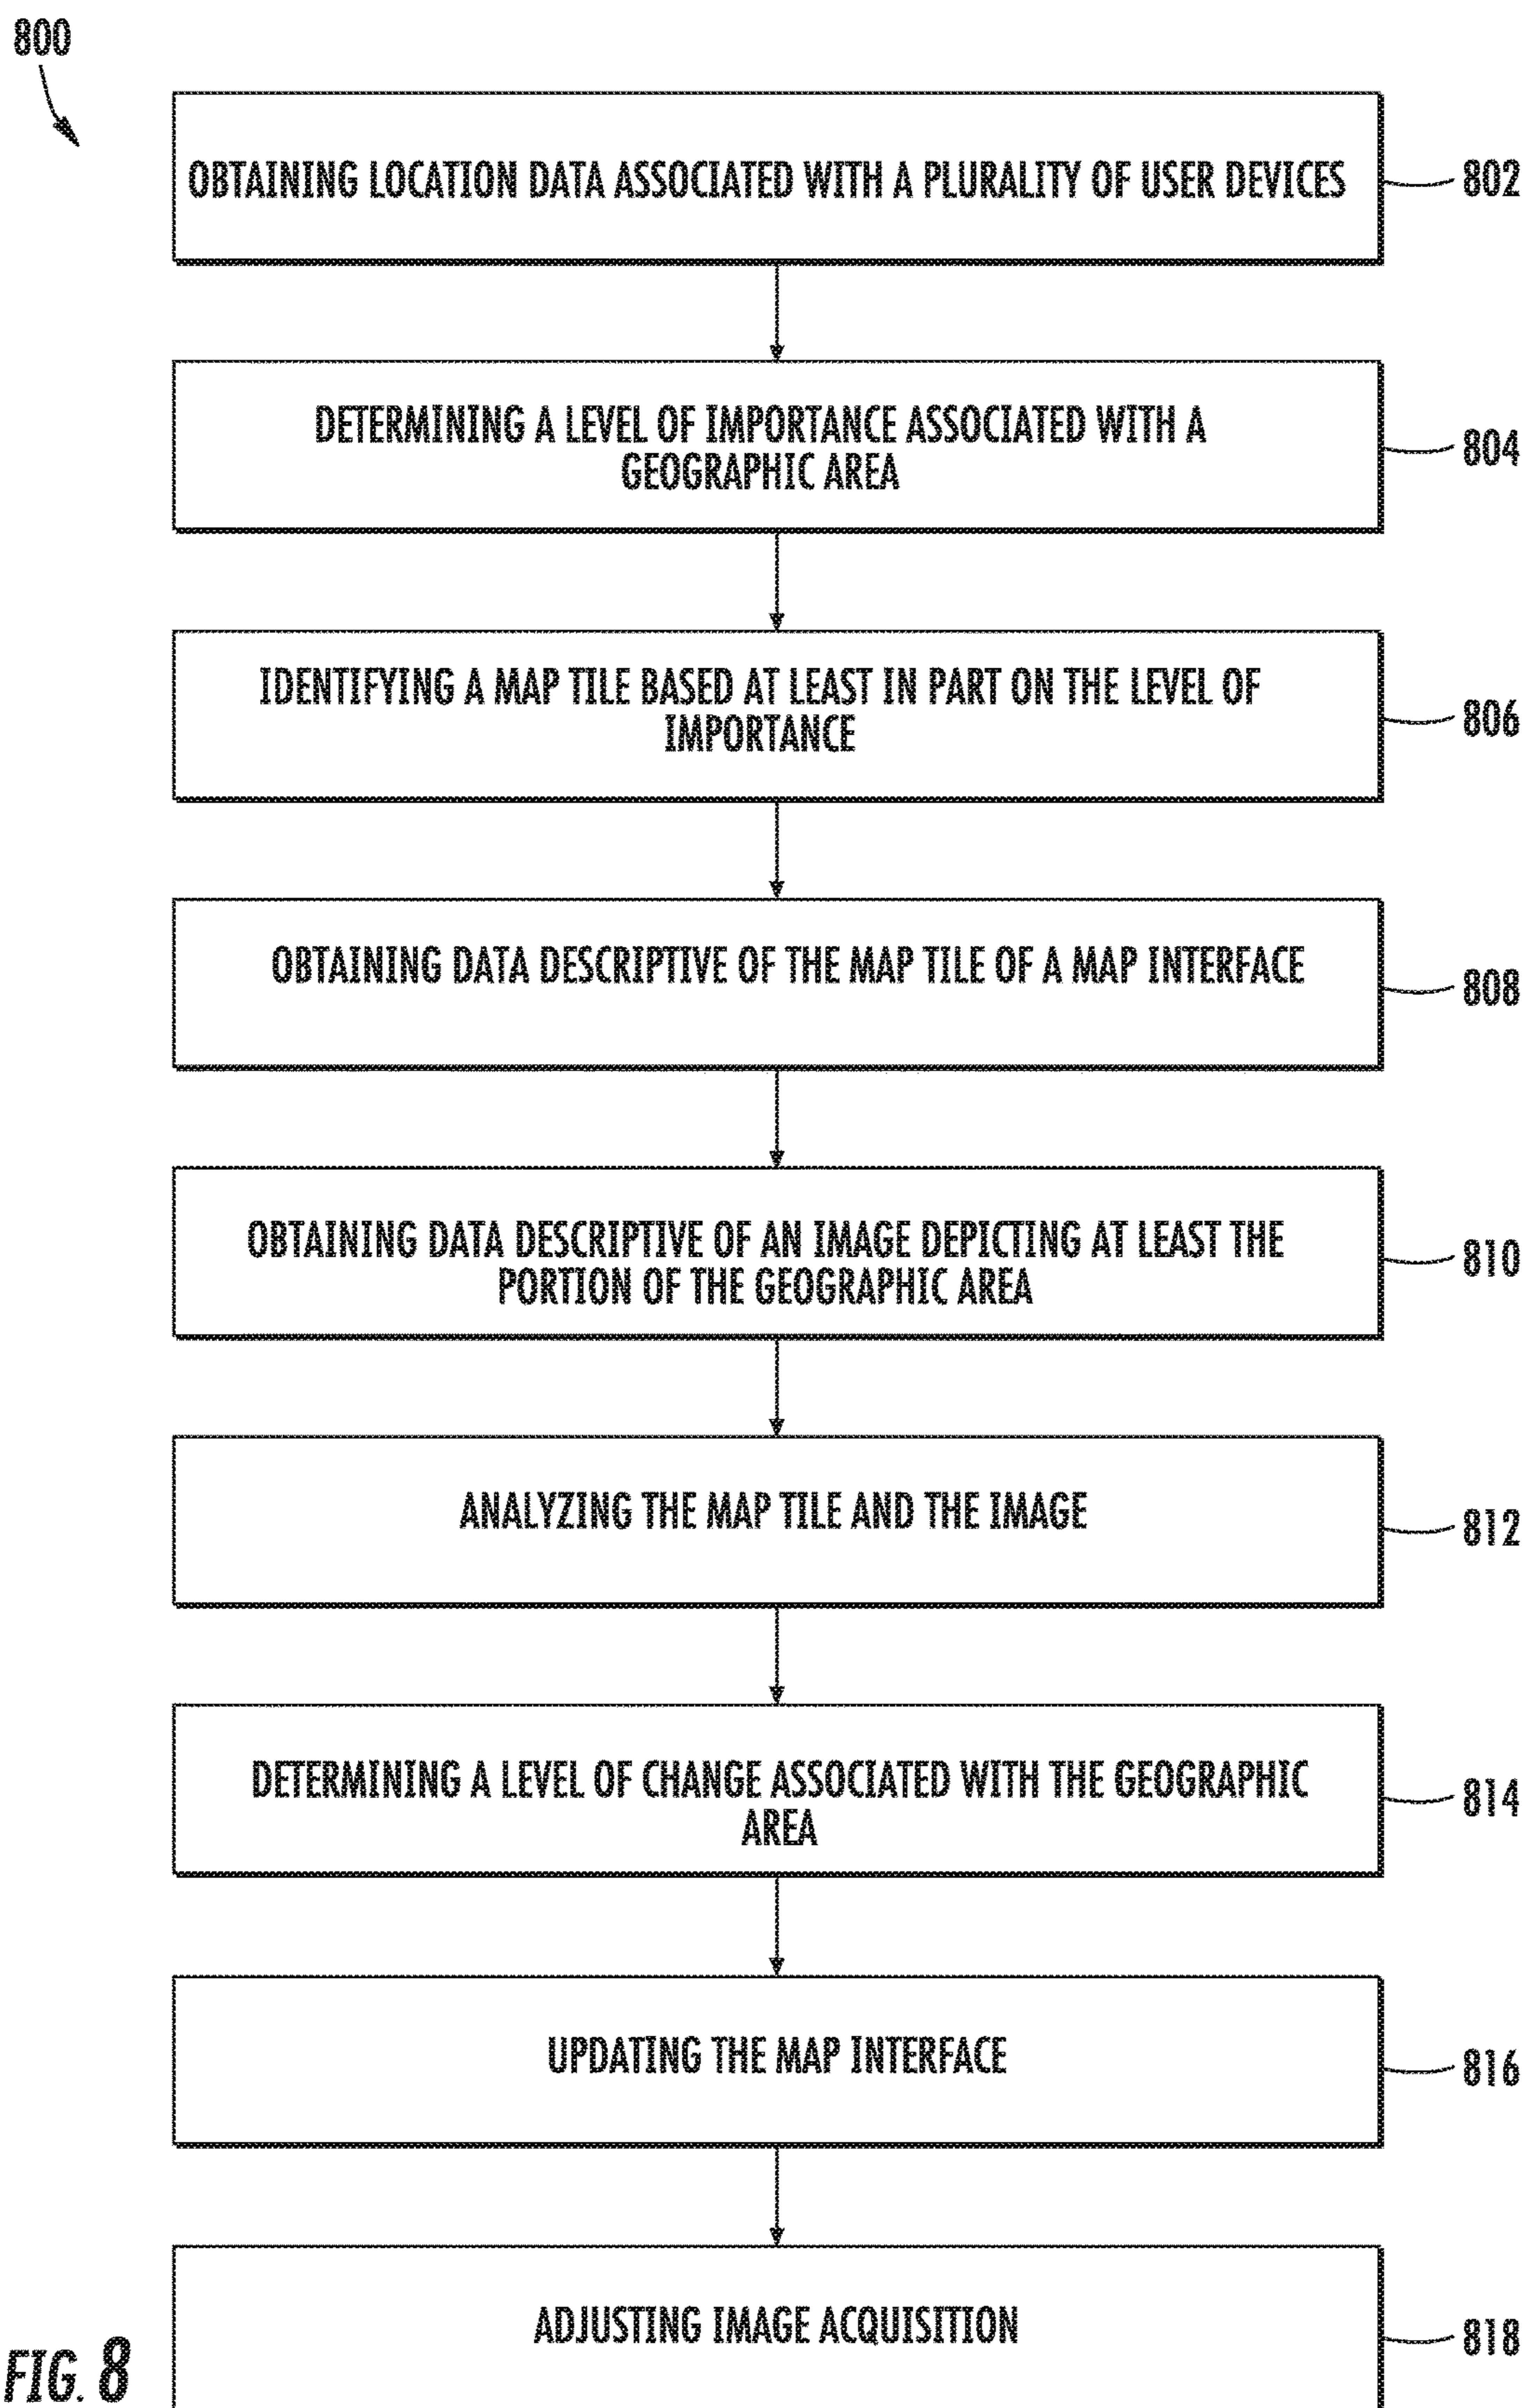 800
OBTAINING LOCATION DATA ASSOCIATED WITH A PLURALITY OF USER DEVICES
802
DETERMINING A LEVEL OF IMPORTANCE ASSOCIATED WITH A
GEOGRAPHIC AREA
804
IDENTIFYING A MAP TILE BASED AT LEAST IN PART ON THE LEVEL OF
IMPORTANCE
806
OBTAINING DATA DESCRIPTIVE OF THE MAP TILE OF A MAP INTERFACE
808
OBTAINING DATA DESCRIPTIVE OF AN IMAGE DEPICTING AT LEAST THE
PORTION OF THE GEOGRAPHIC AREA
810
ANALYZING THE MAP TILE AND THE IMAGE
812
DETERMINING A LEVEL OF CHANGE ASSOCIATED WITH THE GEOGRAPHIC
AREA
814
UPDATING THE MAP INTERFACE
816
ADJUSTING IMAGE ACQUISITION
818
FIG. 8